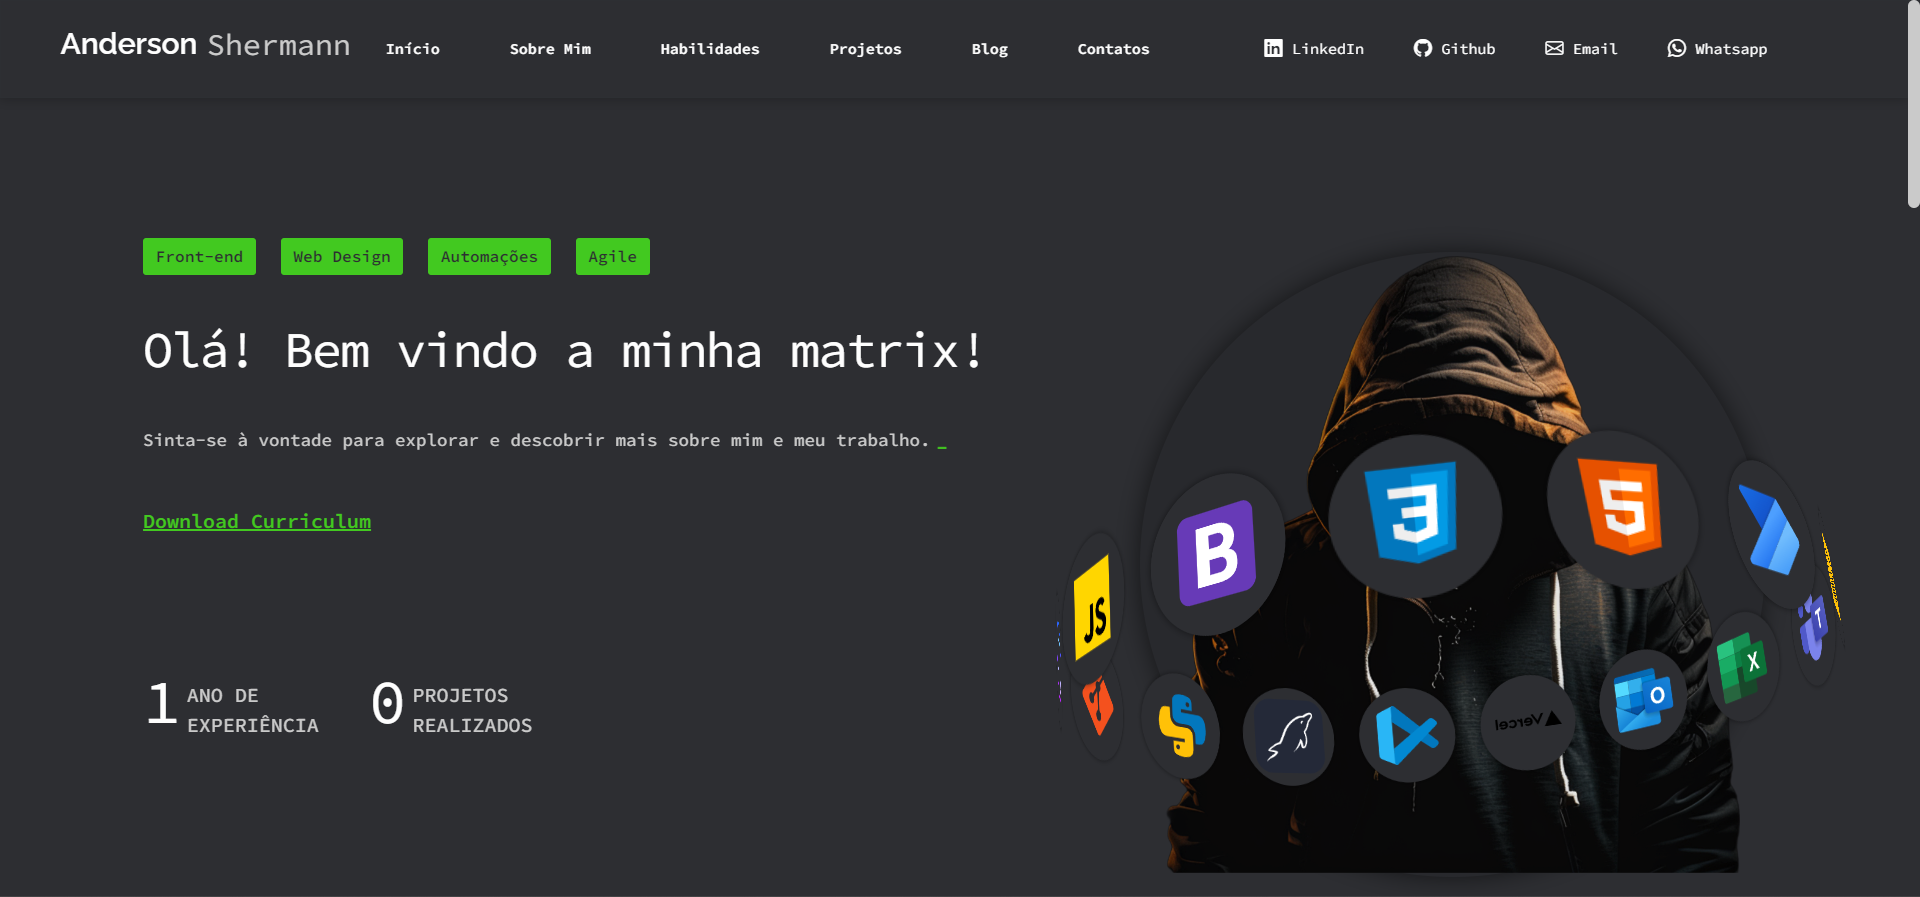 Anderson Shermann
Início Sobre Mim Habilidades Projetos Blog Contatos LinkedIn Github Email Whatsapp
Front-end Web Design Automações Agile
Olá! Bem vindo a minha matrix!
Sinta-se à vontade para explorar e descobrir mais sobre mim e meu trabalho. _
Download Curriculum
1 ANO DE
EXPERIÊNCIA
0 PROJETOS
REALIZADOS
B
3
5
JS
T
X
O
Vercel